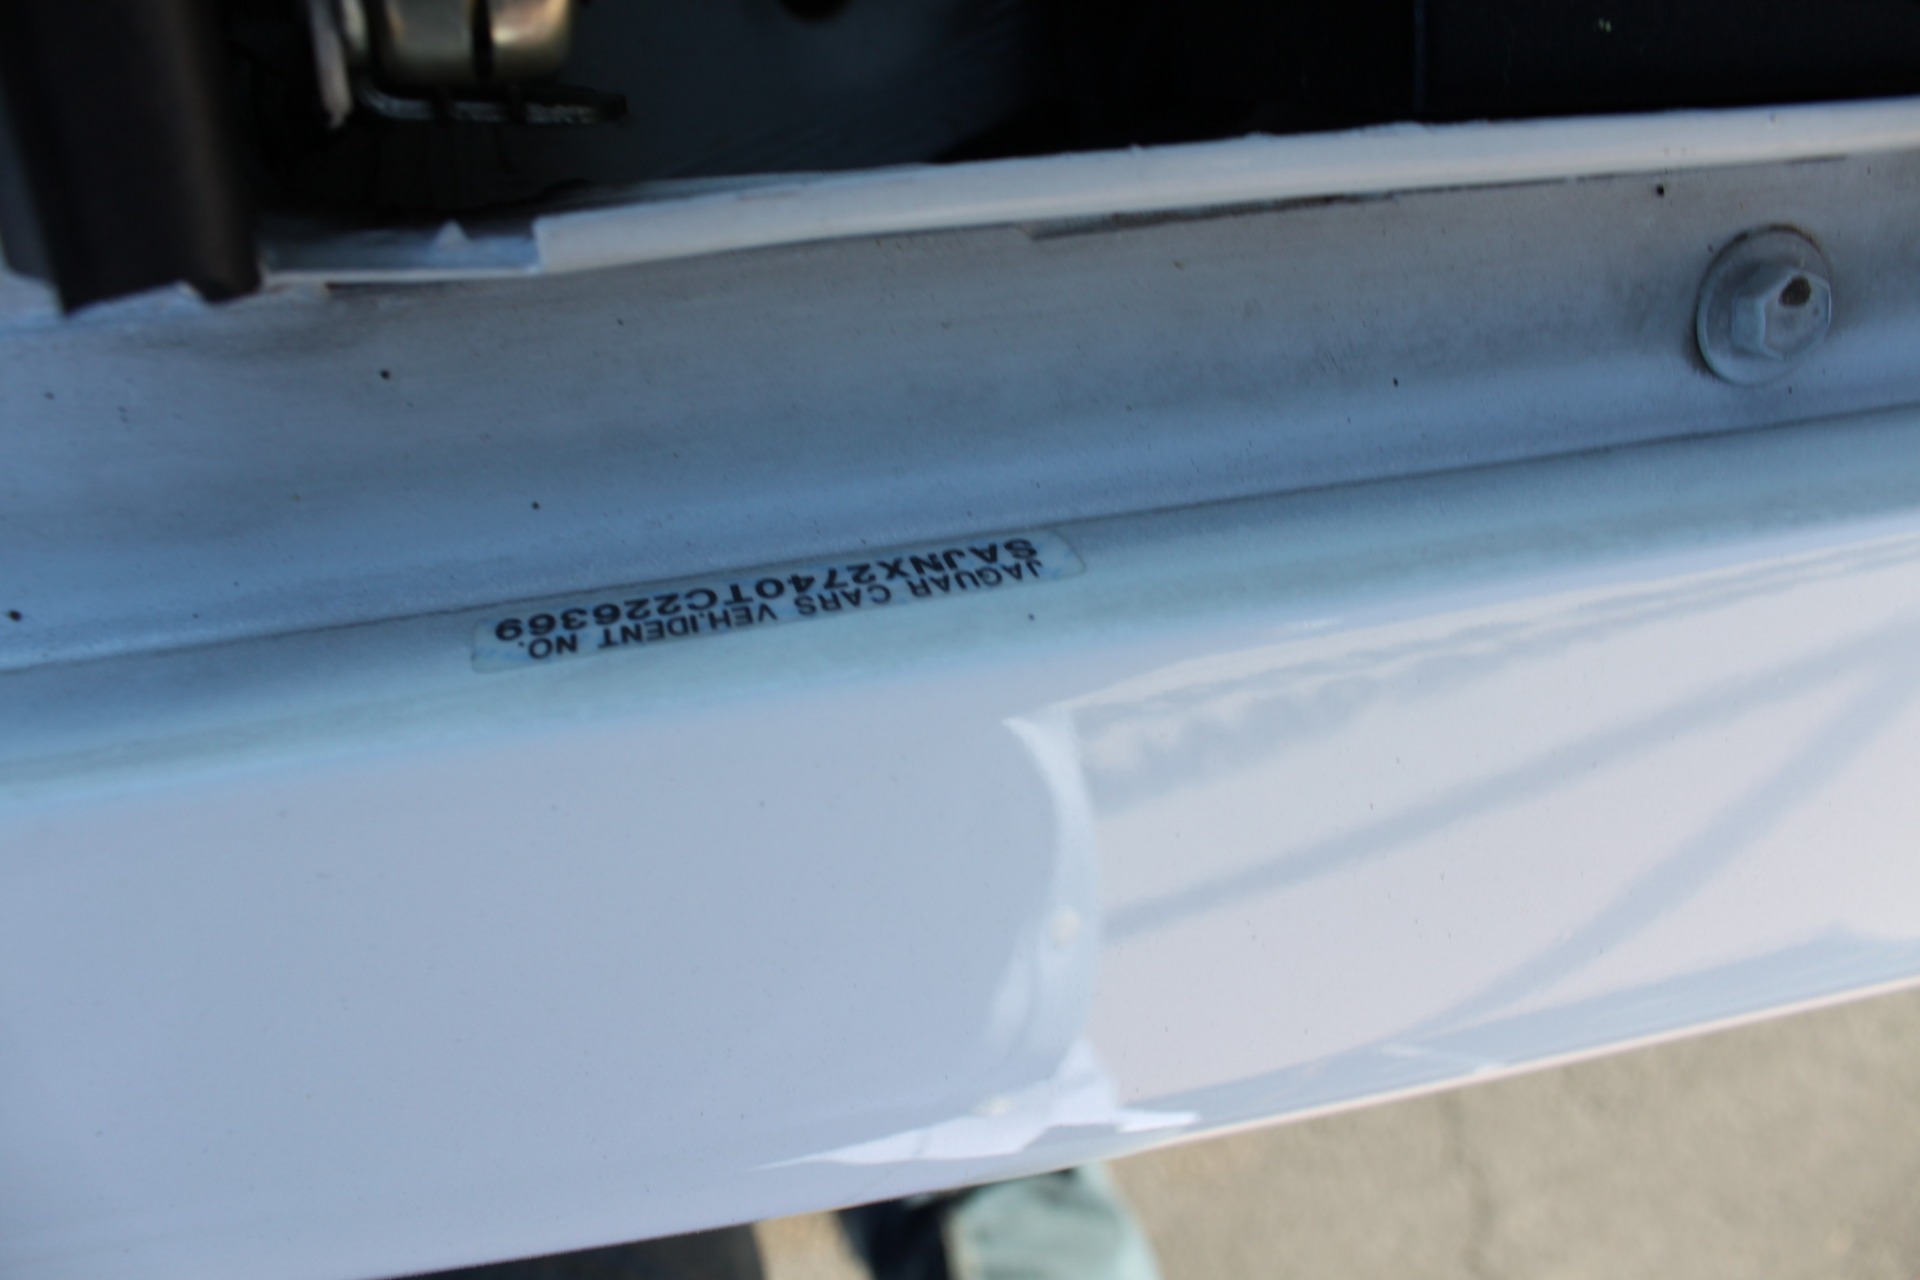 JAGUAR CARS VEH.IDENT NO.
SAJNX2740TC226369